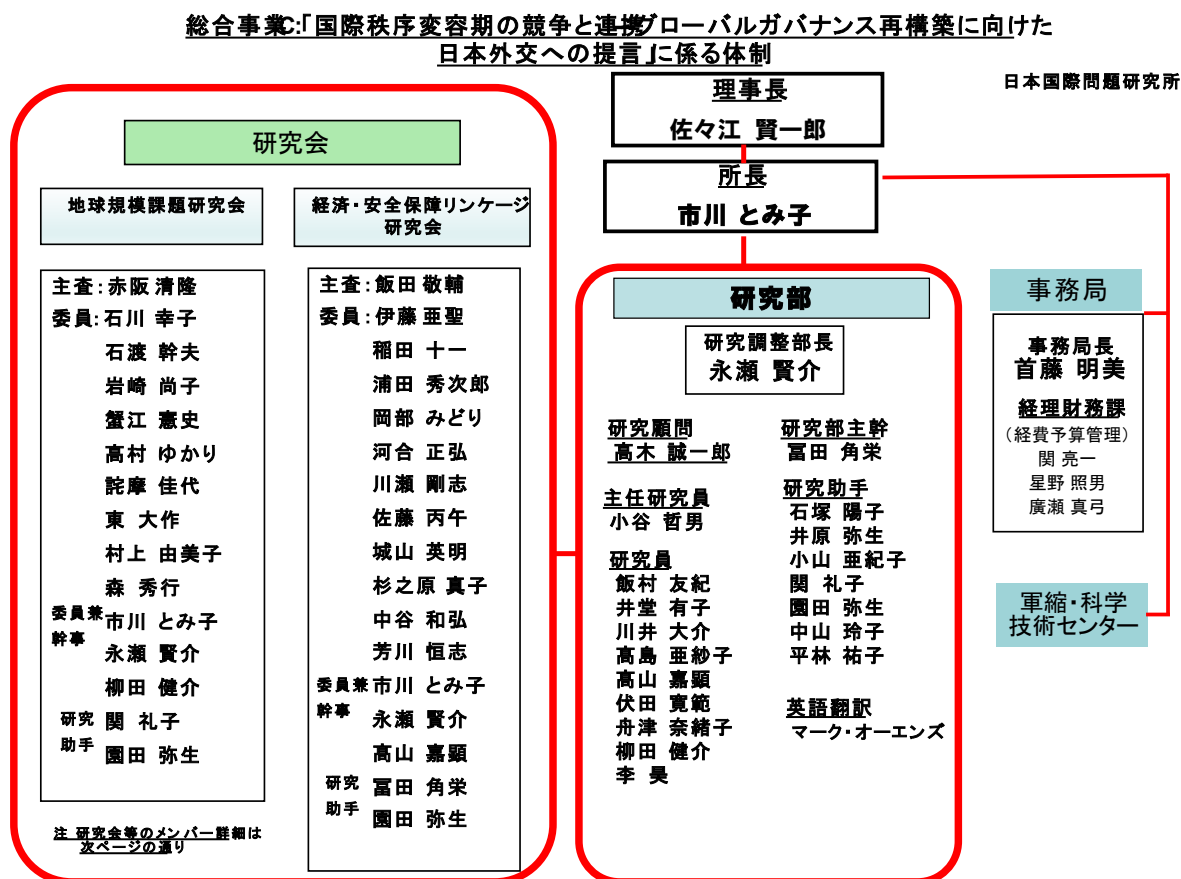 総合事業C:「国際秩序変容期の競争と連携 グローバルガバナンス再構築に向けた
日本外交への提言」に係る体制
日本国際問題研究所
理事長
佐々江 賢一郎
所長
市川 とみ子
研究会
地球規模課題研究会
主査:赤阪 清隆
委員:石川 幸子
石渡 幹夫
岩崎 尚子
蟹江 憲史
高村 ゆかり
詫摩 佳代
東 大作
村上 由美子
森 秀行
委員兼
幹事
市川 とみ子
永瀬 賢介
柳田 健介
研究
助手
関 礼子
園田 弥生
注 研究会等のメンバー詳細は
次ページの通り
経済・安全保障リンケージ
研究会
主査:飯田 敬輔
委員:伊藤 亜聖
稲田 十一
浦田 秀次郎
岡部 みどり
河合 正弘
川瀬 剛志
佐藤 丙午
城山 英明
杉之原 真子
中谷 和弘
芳川 恒志
委員兼
幹事
市川 とみ子
永瀬 賢介
髙山 嘉顕
研究
助手
冨田 角栄
園田 弥生
研究部
研究調整部長
永瀬 賢介
研究顧問
高木 誠一郎
主任研究員
小谷 哲男
研究員
飯村 友紀
井堂 有子
川井 大介
髙島 亜紗子
髙山 嘉顕
伏田 寛範
舟津 奈緒子
柳田 健介
李 昊
研究部主幹
冨田 角栄
研究助手
石塚 陽子
井原 弥生
小山 亜紀子
関 礼子
園田 弥生
中山 玲子
平林 祐子
英語翻訳
マーク・オーエンズ
事務局
事務局長
首藤 明美
経理財務課
(経費予算管理)
関 亮一
星野 照男
廣瀬 真弓
軍縮・科学
技術センター